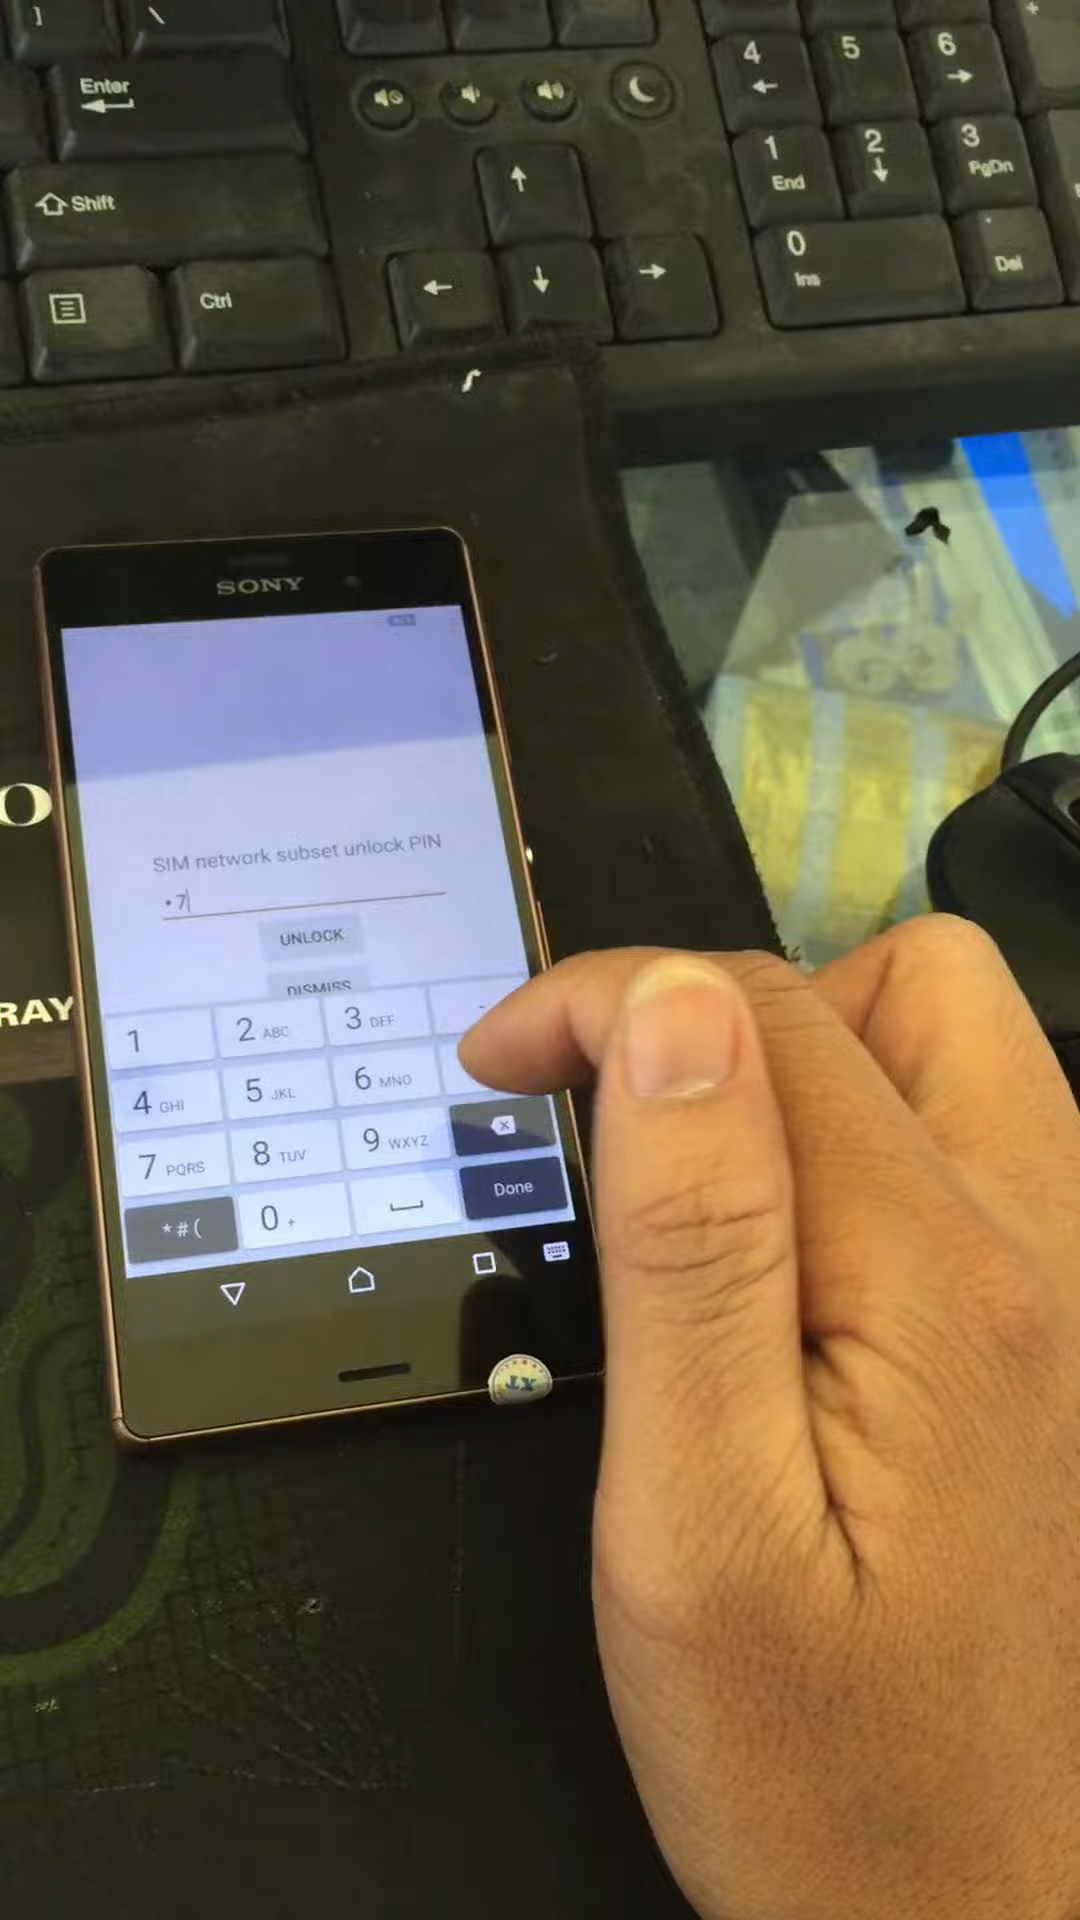 ]
\
4
5
6
+
Enter
1
End
2
3
PgDn
Shift
0
Ins
Del
Ctrl
SONY
SIM network subset unlock PIN
•7
UNLOCK
DISMISS
1
2 ABC
3 DEF
-
4 GHI
5 JKL
6 MNO
7 PQRS
8 TUV
9 WXYZ
*#(
0 +
Done
O
RAY
XT